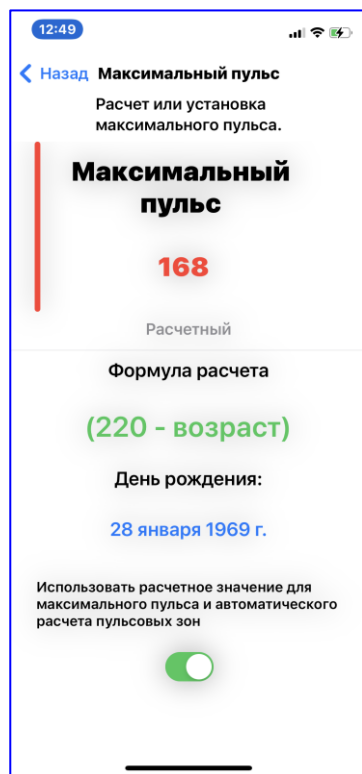 12:49
Назад Максимальный пульс
Расчет или установка
максимального пульса.
Максимальный
пульс
168
Расчетный
Формула расчета
(220 - возраст)
День рождения:
28 января 1969 г.
Использовать расчетное значение для
максимального пульса и автоматического
расчета пульсовых зон